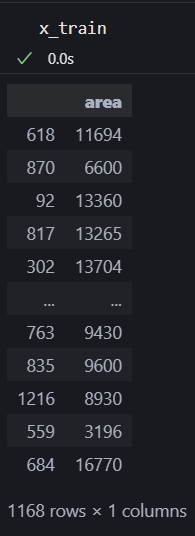 x_train
0.0s
area
618 11694
870 6600
92 13360
817 13265
302 13704
... ...
763 9430
835 9600
1216 8930
559 3196
684 16770
1168 rows × 1 columns